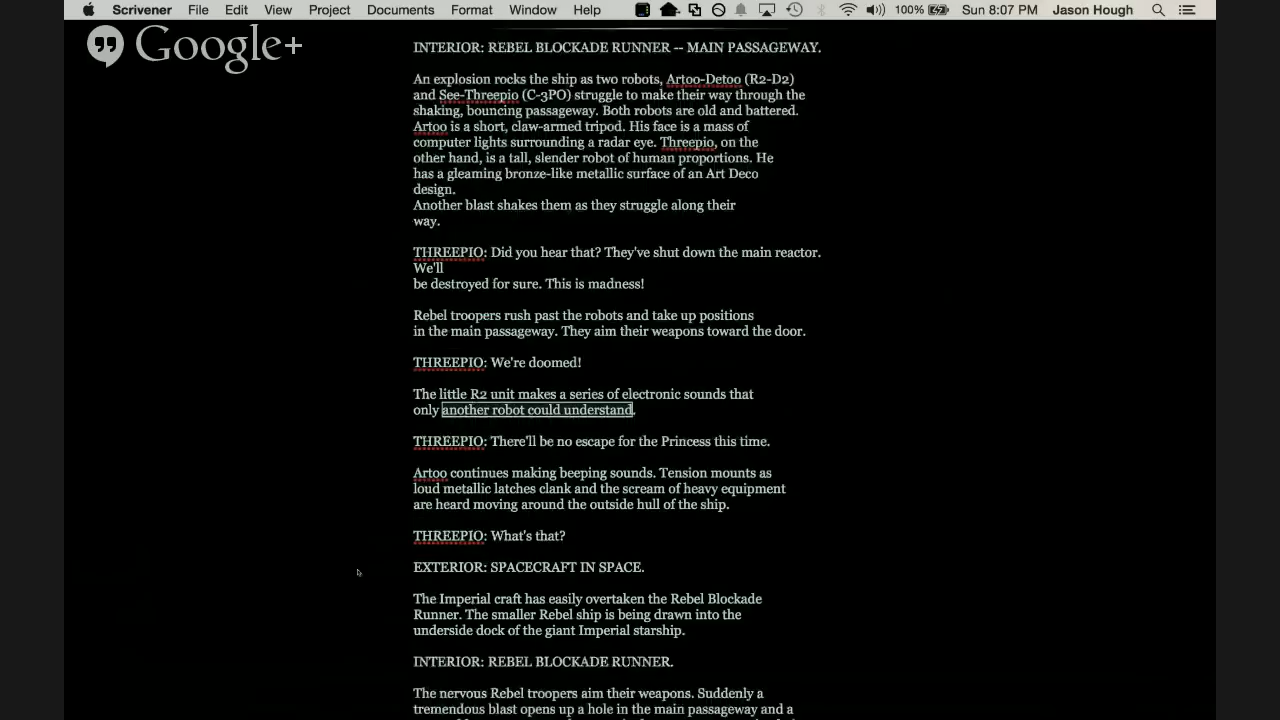 Scrivener File Edit View Project Documents Format Window Help 100% Sun 8:07 PM Jason Hough
Google+
INTERIOR: REBEL BLOCKADE RUNNER -- MAIN PASSAGEWAY.
An explosion rocks the ship as two robots, Artoo-Detoo (R2-D2)
and See-Threepio (C-3PO) struggle to make their way through the
shaking, bouncing passageway. Both robots are old and battered.
Artoo is a short, claw-armed tripod. His face is a mass of
computer lights surrounding a radar eye. Threepio, on the
other hand, is a tall, slender robot of human proportions. He
has a gleaming bronze-like metallic surface of an Art Deco
design.
Another blast shakes them as they struggle along their
way.
THREEPIO: Did you hear that? They've shut down the main reactor.
We'll
be destroyed for sure. This is madness!
Rebel troopers rush past the robots and take up positions
in the main passageway. They aim their weapons toward the door.
THREEPIO: We're doomed!
The little R2 unit makes a series of electronic sounds that
only another robot could understand.
THREEPIO: There'll be no escape for the Princess this time.
Artoo continues making beeping sounds. Tension mounts as
loud metallic latches clank and the scream of heavy equipment
are heard moving around the outside hull of the ship.
THREEPIO: What's that?
EXTERIOR: SPACECRAFT IN SPACE.
The Imperial craft has easily overtaken the Rebel Blockade
Runner. The smaller Rebel ship is being drawn into the
underside dock of the giant Imperial starship.
INTERIOR: REBEL BLOCKADE RUNNER.
The nervous Rebel troopers aim their weapons. Suddenly a
tremendous blast opens up a hole in the main passageway and a